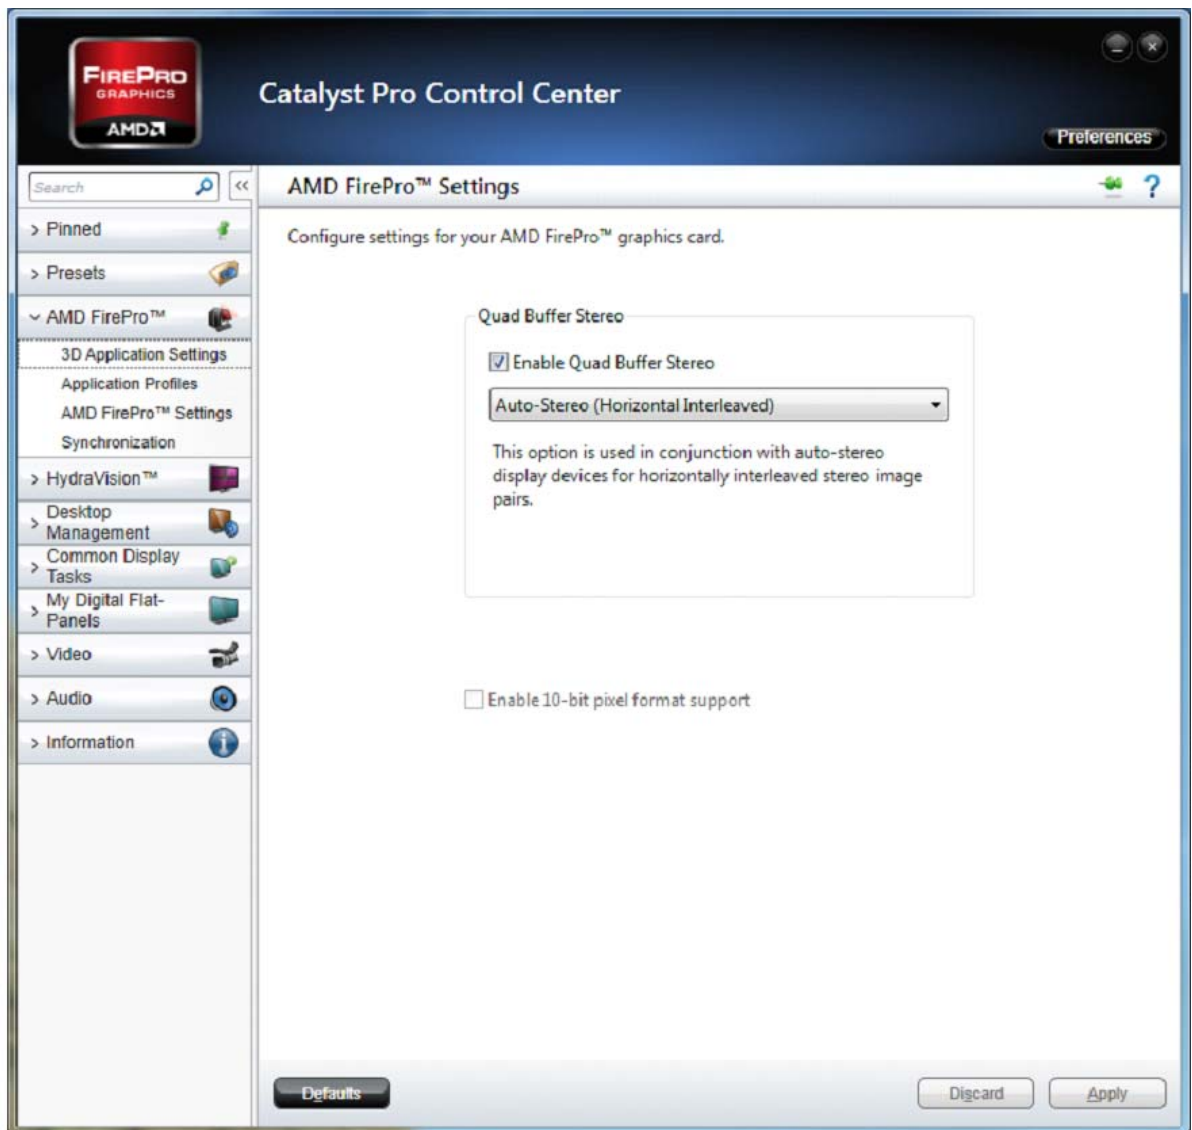 FIREPRO
GRAPHICS
AMD
Catalyst Pro Control Center
Preferences
Search
<<
AMD FirePro™ Settings
?
> Pinned
Configure settings for your AMD FirePro™ graphics card.
> Presets
AMD FirePro™
3D Application Settings
Application Profiles
AMD FirePro™ Settings
Synchronization
> HydraVision™
> Desktop
Management
> Common Display
Tasks
> My Digital Flat-
Panels
> Video
> Audio
> Information
Quad Buffer Stereo
Enable Quad Buffer Stereo
Auto-Stereo (Horizontal Interleaved)
This option is used in conjunction with auto-stereo
display devices for horizontally interleaved stereo image
pairs.
Enable 10-bit pixel format support
Defaults
Discard
Apply